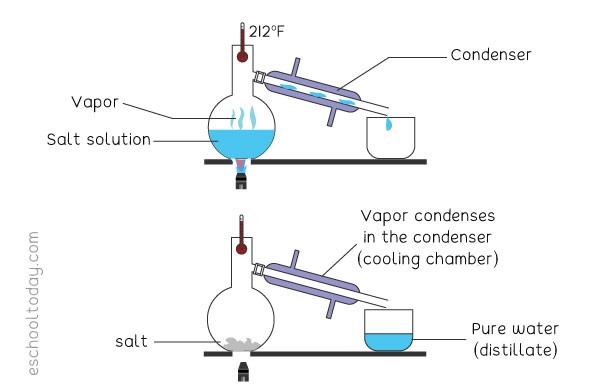 212°F
Condenser
Vapor
Salt solution
Vapor condenses
in the condenser
(cooling chamber)
salt
Pure water
(distillate)
eschooltoday.com